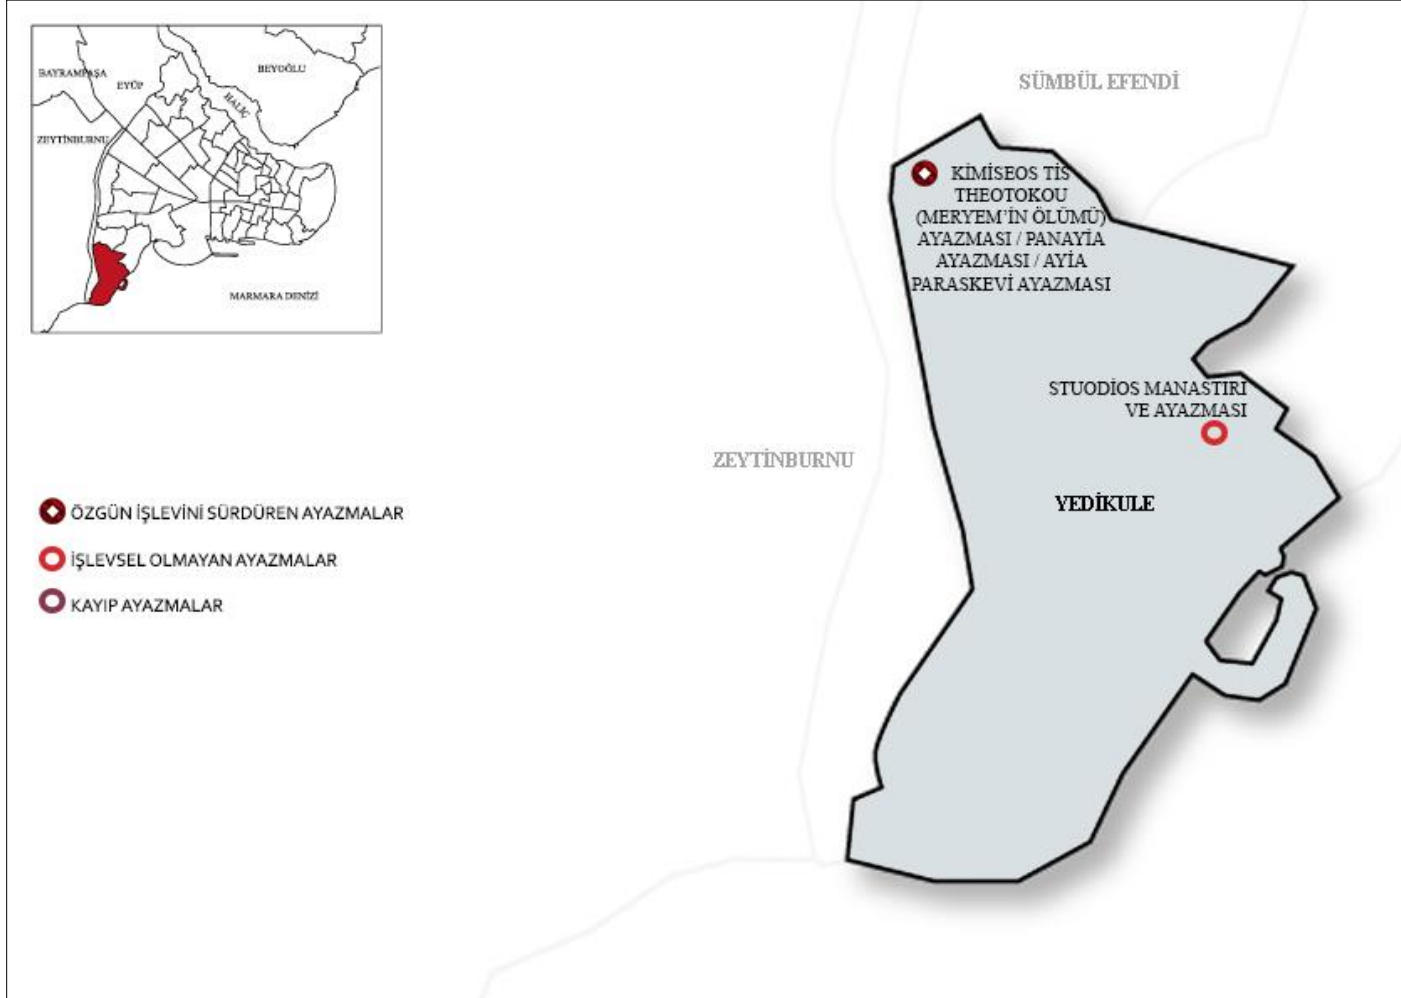 BAYRAMPAŞA
EYÜP
BEYOĞLU
HALİÇ
ZEYTİNBURNU
MARMARA DENİZİ
SÜMBÜL EFENDİ
KİMİSEOS TİS
THEOTOKOU
(MERYEM'İN ÖLÜMÜ)
AYAZMASI / PANAYİA
AYAZMASI / AYİA
PARASKEVİ AYAZMASI
STUODİOS MANASTIRI
VE AYAZMASI
ZEYTİNBURNU
YEDİKULE
ÖZGÜN İŞLEVİNİ SÜRDÜREN AYAZMALAR
İŞLEVSEL OLMAYAN AYAZMALAR
KAYIP AYAZMALAR